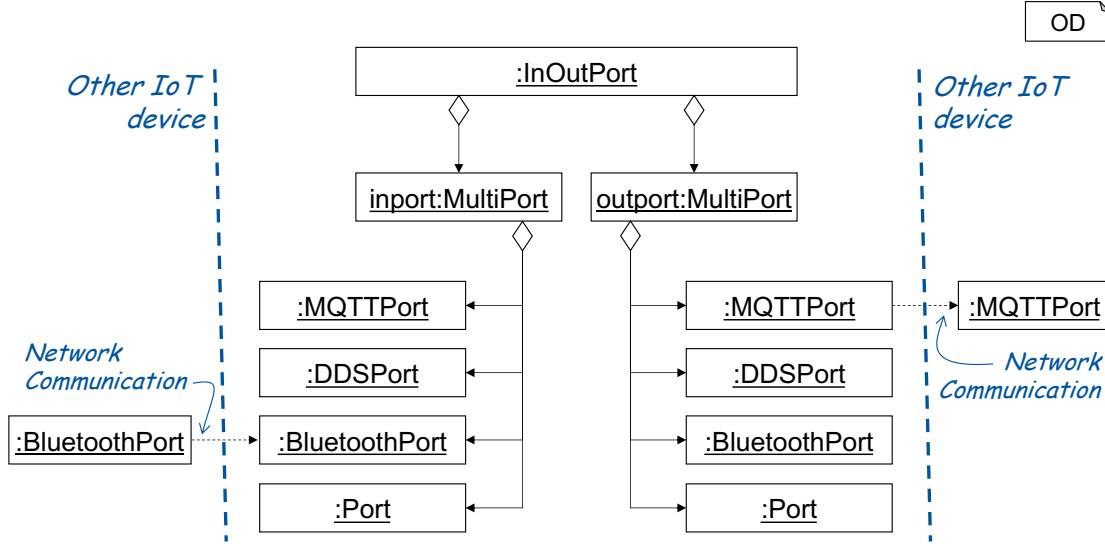 OD
:InOutPort
Other IoT
device
Other IoT
device
inport:MultiPort
outport:MultiPort
:MQTTPort
:MQTTPort
:MQTTPort
Network
Communication
:DDSPort
:DDSPort
Network
Communication
:BluetoothPort
:BluetoothPort
:BluetoothPort
:Port
:Port